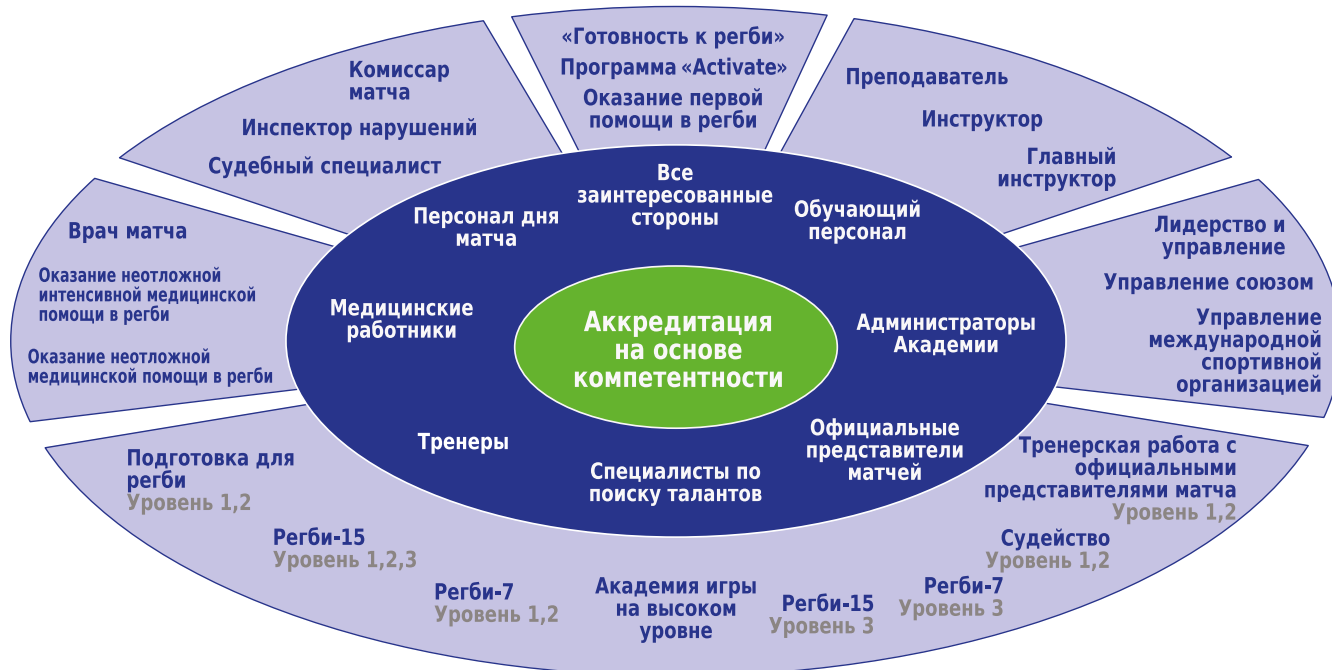 «Готовность к регби»
Программа «Activate»
Оказание первой
помощи в регби
Комиссар
матча
Инспектор нарушений
Судебный специалист
Преподаватель
Инструктор
Главный
инструктор
Врач матча
Оказание неотложной
интенсивной медицинской
помощи в регби
Оказание неотложной
медицинской помощи в регби
Лидерство и
управление
Управление союзом
Управление
международной
спортивной
организацией
Все
заинтересованные
стороны
Персонал дня
матча
Обучающий
персонал
Медицинские
работники
Администраторы
Академии
Аккредитация
на основе
компетентности
Тренеры
Специалисты по
поиску талантов
Официальные
представители
матчей
Подготовка для
регби
Уровень 1,2
Регби-15
Уровень 1,2,3
Регби-7
Уровень 1,2
Академия игры
на высоком
уровне
Регби-15
Уровень 3
Регби-7
Уровень 3
Судейство
Уровень 1,2
Тренерская работа с
официальными
представителями матча
Уровень 1,2